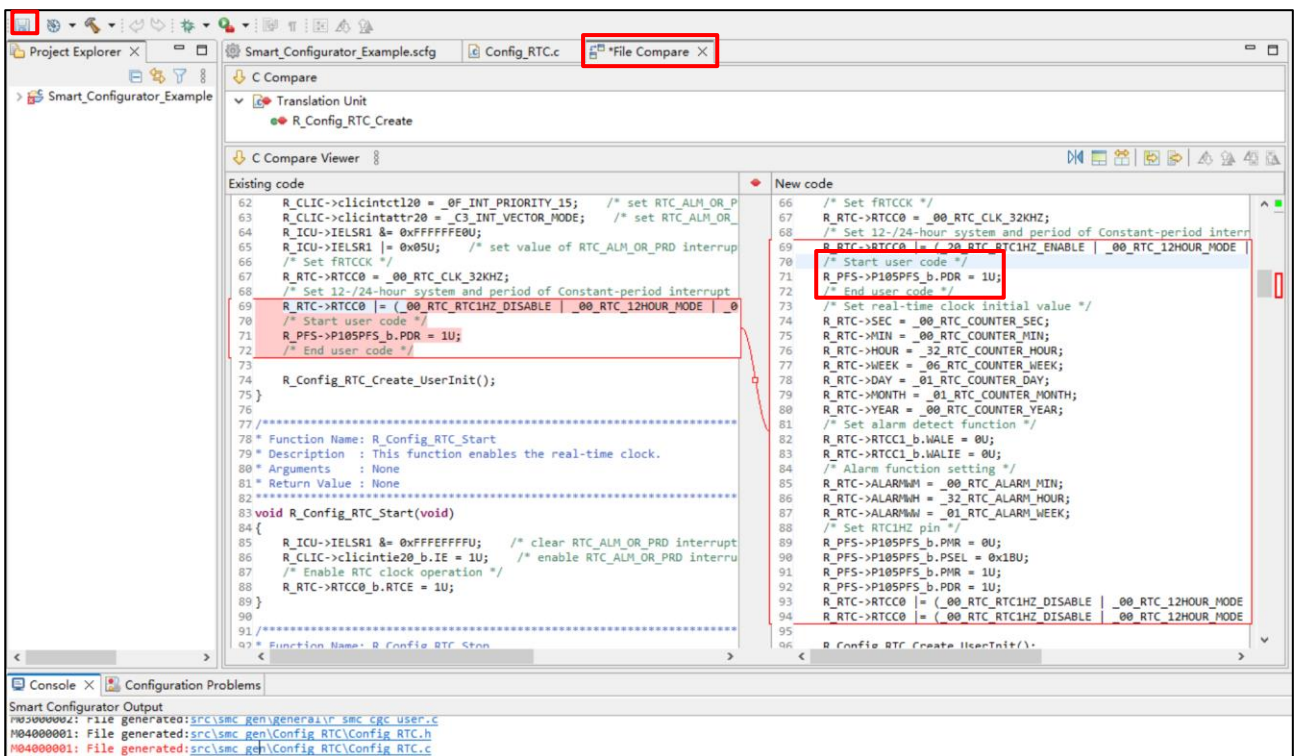 Project Explorer
Smart_Configurator_Example.scfg
Config_RTC.c
*File Compare
Smart_Configurator_Example
C Compare
Translation Unit
R_Config_RTC_Create
C Compare Viewer
Existing code
62 R_CLIC->clicintctl20 = _0F_INT_PRIORITY_15; /* set RTC_ALM_OR_P
63 R_CLIC->clicintattr20 = _C3_INT_VECTOR_MODE; /* set RTC_ALM_OR_
64 R_ICU->IELSR1 &= 0xFFFFFFE0U;
65 R_ICU->IELSR1 |= 0x05U; /* set value of RTC_ALM_OR_PRD interrup
66 /* Set fRTCCK */
67 R_RTC->RTCC0 = _00_RTC_CLK_32KHZ;
68 /* Set 12-/24-hour system and period of Constant-period interrupt
69 R_RTC->RTCC0 |= (_00_RTC_RTC1HZ_DISABLE | _00_RTC_12HOUR_MODE | _0
70 /* Start user code */
71 R_PFS->P105PFS_b.PDR = 1U;
72 /* End user code */
73
74 R_Config_RTC_Create_UserInit();
75 }
76
77 /***********************************************************************
78 * Function Name: R_Config_RTC_Start
79 * Description : This function enables the real-time clock.
80 * Arguments : None
81 * Return Value : None
82 ***********************************************************************
83 void R_Config_RTC_Start(void)
84 {
85 R_ICU->IELSR1 &= 0xFFFEFFFFU; /* clear RTC_ALM_OR_PRD interrupt
86 R_CLIC->clicintie20_b.IE = 1U; /* enable RTC_ALM_OR_PRD interru
87 /* Enable RTC clock operation */
88 R_RTC->RTCC0_b.RTCE = 1U;
89 }
90
91 /***********************************************************************
92 * Function Name: R_Config_RTC_Stop
New code
66 /* Set fRTCCK */
67 R_RTC->RTCC0 = _00_RTC_CLK_32KHZ;
68 /* Set 12-/24-hour system and period of Constant-period interr
69 R_RTC->RTCC0 |= (_20_RTC_RTC1HZ_ENABLE | _00_RTC_12HOUR_MODE |
70 /* Start user code */
71 R_PFS->P105PFS_b.PDR = 1U;
72 /* End user code */
73 /* Set real-time clock initial value */
74 R_RTC->SEC = _00_RTC_COUNTER_SEC;
75 R_RTC->MIN = _00_RTC_COUNTER_MIN;
76 R_RTC->HOUR = _32_RTC_COUNTER_HOUR;
77 R_RTC->WEEK = _06_RTC_COUNTER_WEEK;
78 R_RTC->DAY = _01_RTC_COUNTER_DAY;
79 R_RTC->MONTH = _01_RTC_COUNTER_MONTH;
80 R_RTC->YEAR = _00_RTC_COUNTER_YEAR;
81 /* Set alarm detect function */
82 R_RTC->RTCC1_b.WALE = 0U;
83 R_RTC->RTCC1_b.WALIE = 0U;
84 /* Alarm function setting */
85 R_RTC->ALARMWM = _00_RTC_ALARM_MIN;
86 R_RTC->ALARMWH = _32_RTC_ALARM_HOUR;
87 R_RTC->ALARMWW = _01_RTC_ALARM_WEEK;
88 /* Set RTC1HZ pin */
89 R_PFS->P105PFS_b.PMR = 0U;
90 R_PFS->P105PFS_b.PSEL = 0x1BU;
91 R_PFS->P105PFS_b.PMR = 1U;
92 R_PFS->P105PFS_b.PDR = 1U;
93 R_RTC->RTCC0 |= (_00_RTC_RTC1HZ_DISABLE | _00_RTC_12HOUR_MODE
94 R_RTC->RTCC0 |= (_00_RTC_RTC1HZ_DISABLE | _00_RTC_12HOUR_MODE
95
96 R_Config_RTC_Create_UserInit();
Console
Configuration Problems
Smart Configurator Output
M05000002: File generated:src\smc_gen\general\r_smc_cgc_user.c
M04000001: File generated:src\smc_gen\Config_RTC\Config_RTC.h
M04000001: File generated:src\smc_gen\Config_RTC\Config_RTC.c